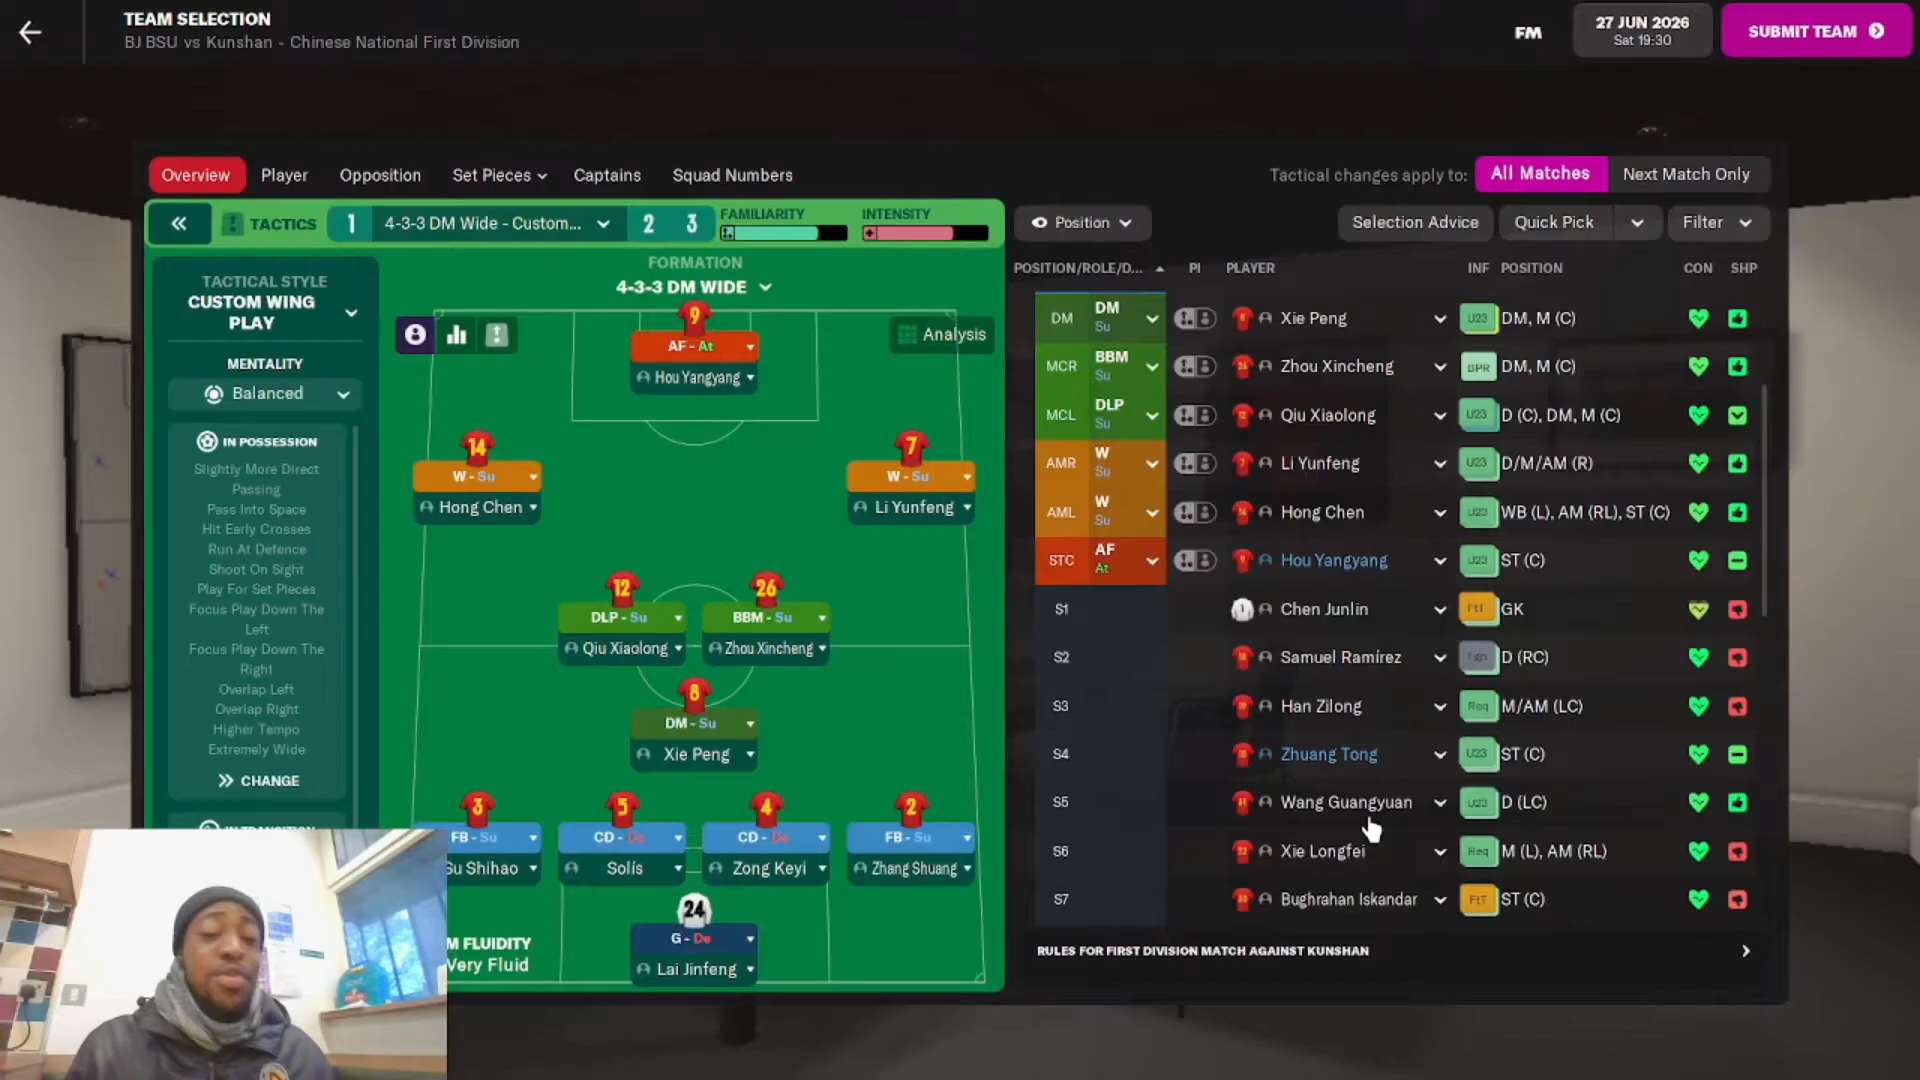 TEAM SELECTION
BJ BSU vs Kunshan - Chinese National First Division
FM
27 JUN 2026
Sat 19:30
SUBMIT TEAM
Overview
Player
Opposition
Set Pieces
Captains
Squad Numbers
Tactical changes apply to:
All Matches
Next Match Only
TACTICS
1
4-3-3 DM Wide - Custom...
2
3
FAMILIARITY
INTENSITY
TACTICAL STYLE
CUSTOM WING
PLAY
MENTALITY
Balanced
IN POSSESSION
Slightly More Direct
Passing
Pass Into Space
Hit Early Crosses
Run At Defence
Shoot On Sight
Play For Set Pieces
Focus Play Down The
Left
Focus Play Down The
Right
Overlap Left
Overlap Right
Higher Tempo
Extremely Wide
CHANGE
IN TRANSITION
FORMATION
4-3-3 DM WIDE
Analysis
9
AF - At
Hou Yangyang
14
W - Su
Hong Chen
7
W - Su
Li Yunfeng
12
DLP - Su
Qiu Xiaolong
26
BBM - Su
Zhou Xincheng
8
DM - Su
Xie Peng
3
FB - Su
Su Shihao
5
CD - De
Solís
4
CD - De
Zong Keyi
2
FB - Su
Zhang Shuang
24
G - De
Lai Jinfeng
M FLUIDITY
Very Fluid
Position
Selection Advice
Quick Pick
Filter
POSITION/ROLE/D... PI PLAYER INF POSITION CON SHP
DM DM Su Xie Peng U23 DM, M (C)
MCR BBM Su Zhou Xincheng BPR DM, M (C)
MCL DLP Su Qiu Xiaolong U23 D (C), DM, M (C)
AMR W Su Li Yunfeng U23 D/M/AM (R)
AML W Su Hong Chen U23 WB (L), AM (RL), ST (C)
STC AF At Hou Yangyang U23 ST (C)
S1 1 Chen Junlin FtT GK
S2 Samuel Ramírez Fgn D (RC)
S3 Han Zilong Req M/AM (LC)
S4 Zhuang Tong U23 ST (C)
S5 Wang Guangyuan U23 D (LC)
S6 Xie Longfei Req M (L), AM (RL)
S7 Bughrahan Iskandar FtT ST (C)
RULES FOR FIRST DIVISION MATCH AGAINST KUNSHAN